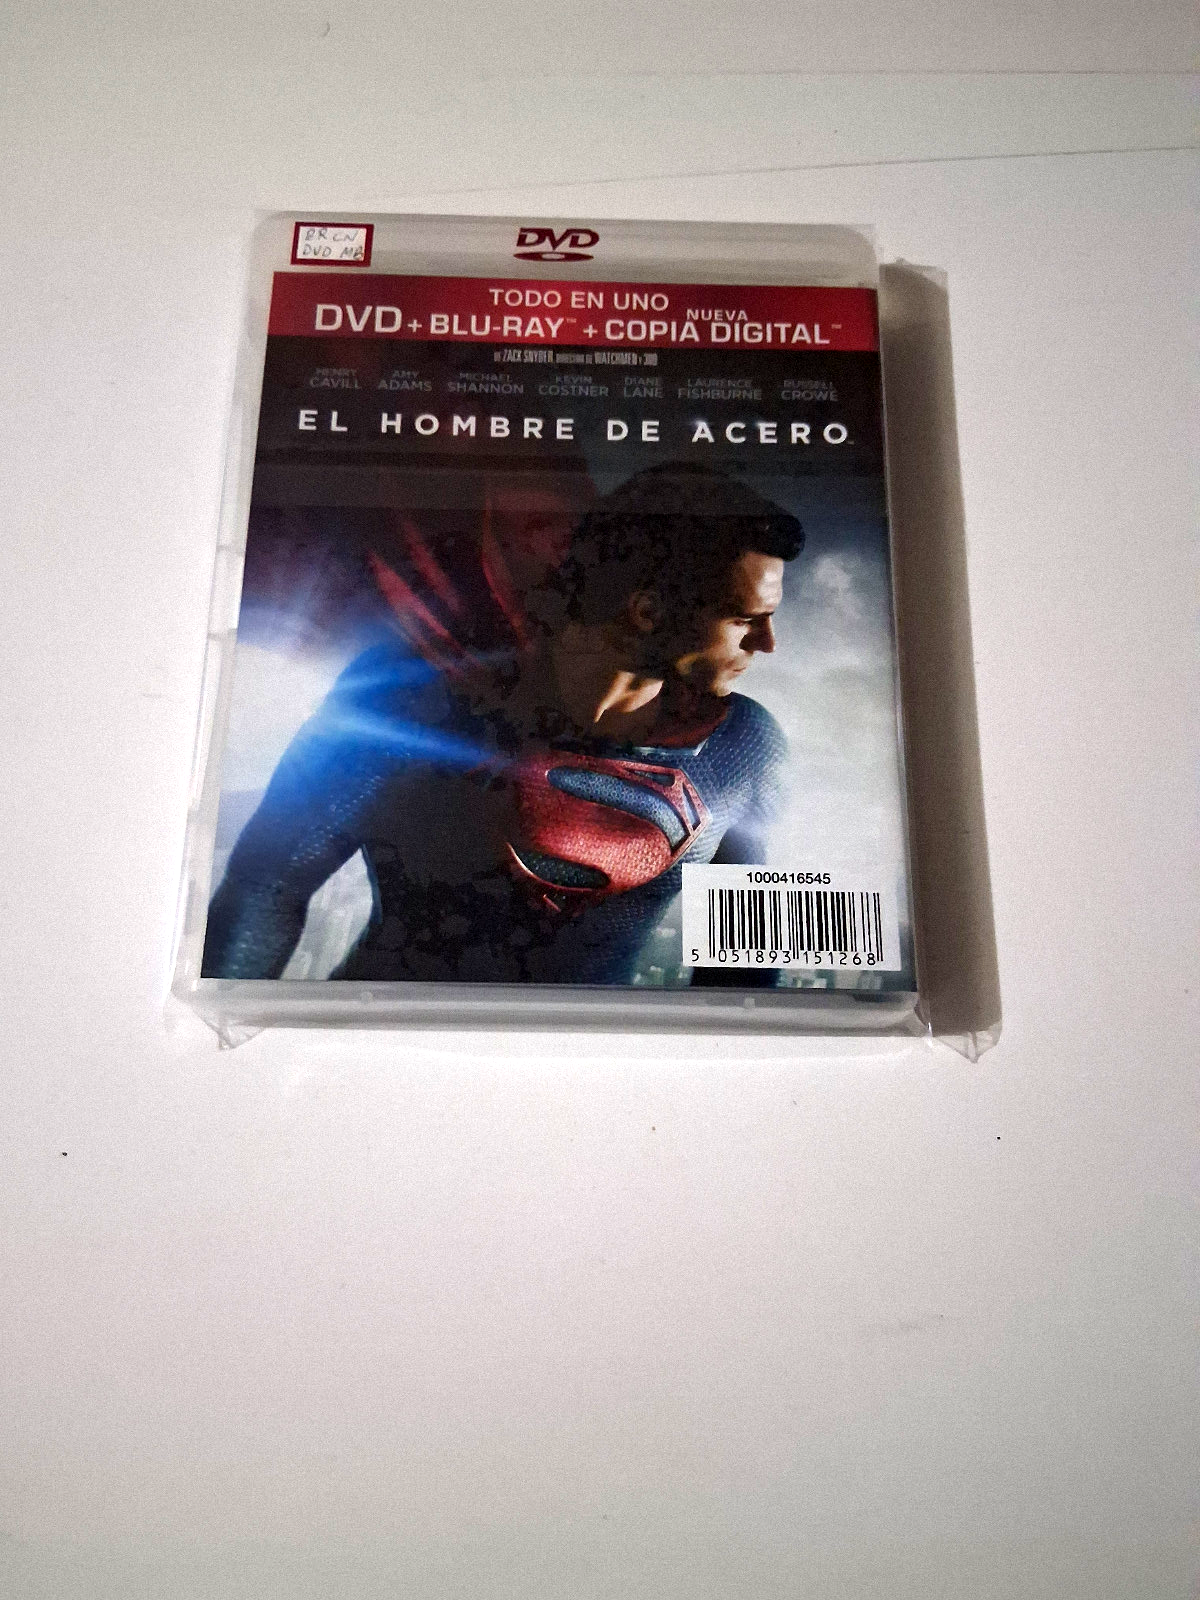 BR CN
DVD MB
DVD
TODO EN UNO
NUEVA
DVD + BLU-RAY™ + COPIA DIGITAL™
DE ZACK SNYDER, DIRECTOR DE WATCHMEN Y 300
HENRY CAVILL AMY ADAMS MICHAEL SHANNON KEVIN COSTNER DIANE LANE LAURENCE FISHBURNE RUSSELL CROWE
EL HOMBRE DE ACERO
1000416545
5 051893 151268